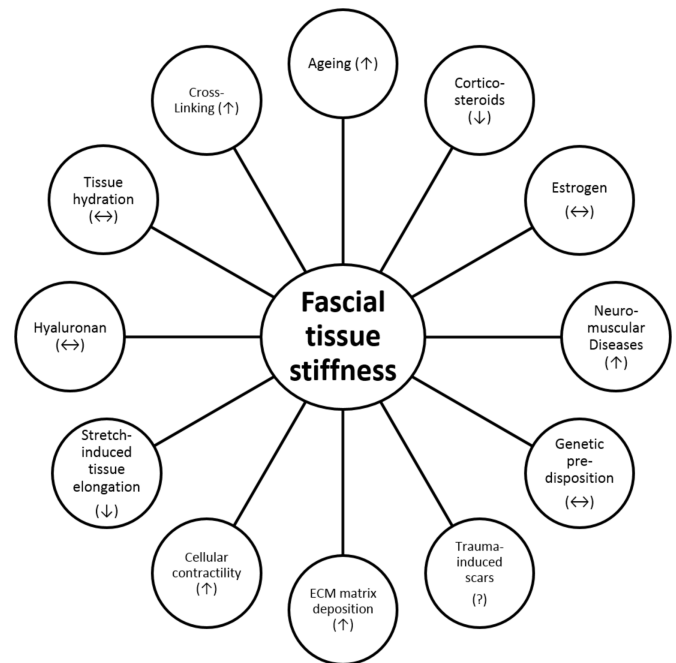 Ageing (↑)
Cortico-
steroids
(↓)
Estrogen
(↔)
Neuro-
muscular
Diseases
(↑)
Genetic
pre-
disposition
(↔)
Trauma-
induced
scars
(?)
ECM matrix
deposition
(↑)
Cellular
contractility
(↑)
Stretch-
induced
tissue
elongation
(↓)
Hyaluronan
(↔)
Tissue
hydration
(↔)
Cross-
Linking (↑)
Fascial
tissue
stiffness